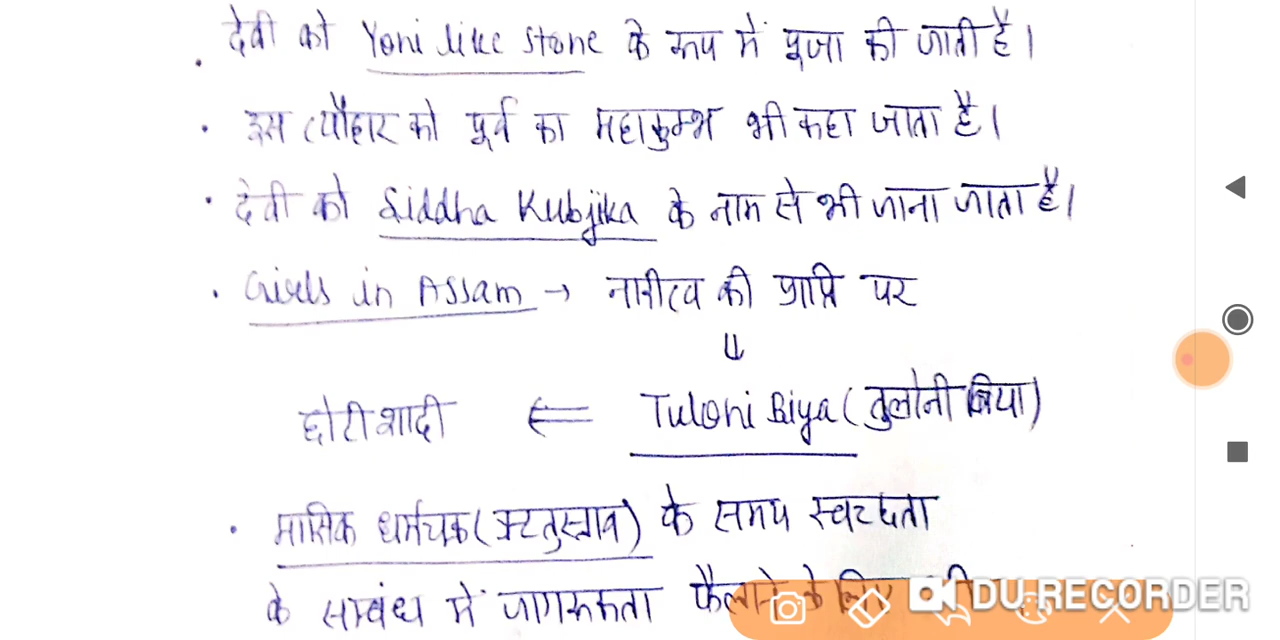 • देवी को Yoni like stone के रूप में पूजा की जाती है।
• इस त्यौहार को पूर्व का महाकुम्भ भी कहा जाता है।
• देवी को Siddha Kubjika के नाम से भी जाना जाता है।
• Girls in Assam → नारीत्व की प्राप्ति पर
⇓
छोटी शादी ⇐ Tuloni Biya (तुलोनी बिया)
• मासिक धर्मचक्र (ऋतुस्त्राव) के समय स्वच्छता
के सम्बंध में जागरूकता फैलाने के लिए
DU RECORDER